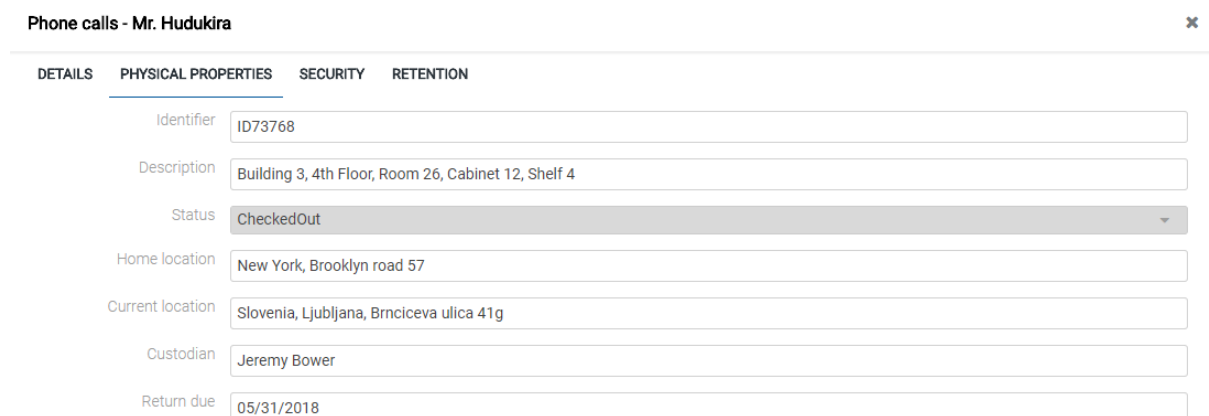 Phone calls - Mr. Hudukira
DETAILS PHYSICAL PROPERTIES SECURITY RETENTION
Identifier ID73768
Description Building 3, 4th Floor, Room 26, Cabinet 12, Shelf 4
Status CheckedOut
Home location New York, Brooklyn road 57
Current location Slovenia, Ljubljana, Brnciceva ulica 41g
Custodian Jeremy Bower
Return due 05/31/2018